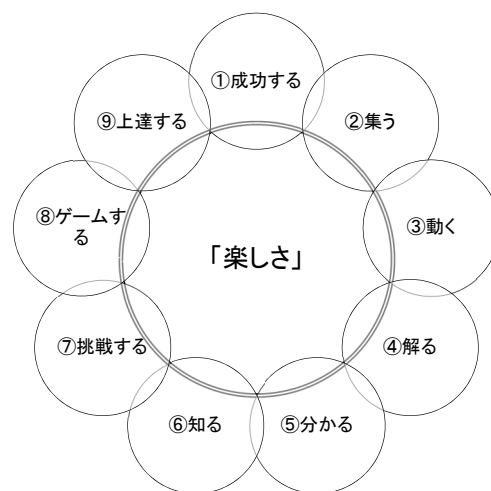 ①成功する
②集う
③動く
④解る
⑤分かる
⑥知る
⑦挑戦する
⑧ゲームす
る
⑨上達する
「楽しさ」